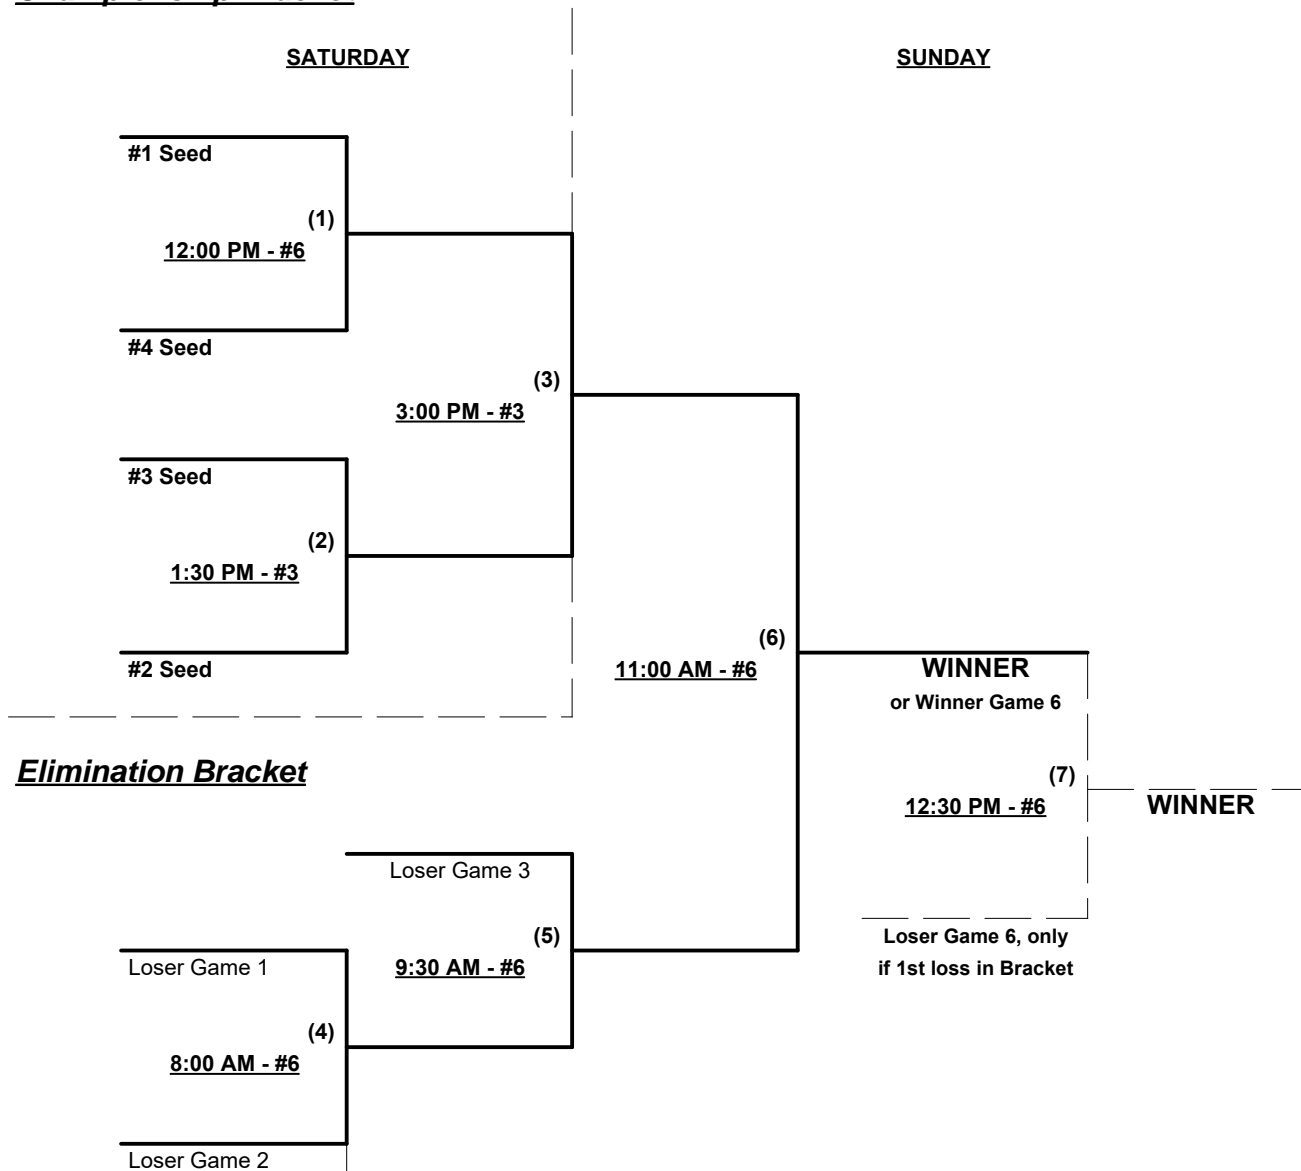 SATURDAY
SUNDAY
#1 Seed
(1)
12:00 PM - #6
#4 Seed
(3)
3:00 PM - #3
#3 Seed
(2)
1:30 PM - #3
#2 Seed
(6)
11:00 AM - #6
WINNER
or Winner Game 6
Elimination Bracket
(7)
12:30 PM - #6
WINNER
Loser Game 3
(5)
9:30 AM - #6
Loser Game 6, only
if 1st loss in Bracket
Loser Game 1
(4)
8:00 AM - #6
Loser Game 2